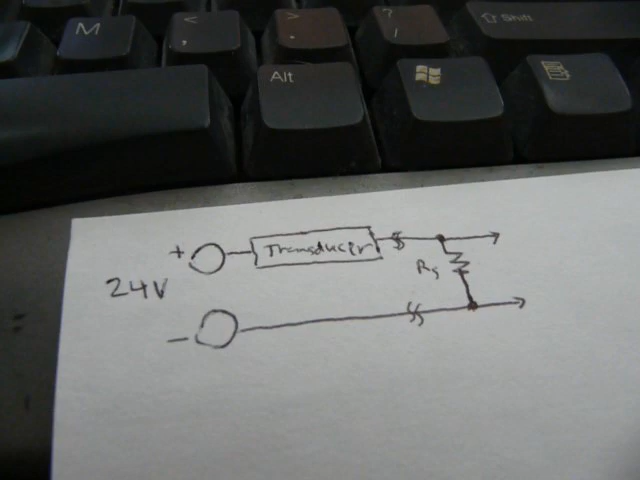 M
<
,
>
.
?
/
⇧ Shift
Alt
+
Transducer
Rs
24V
−